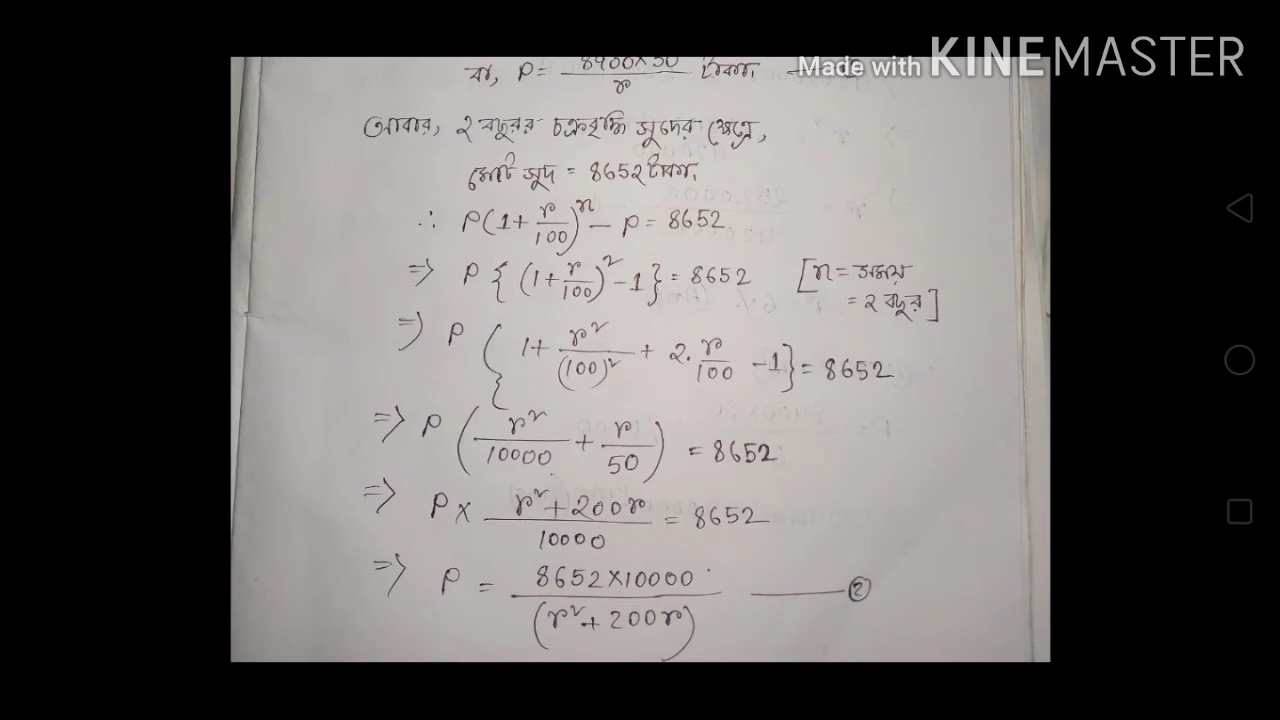 Made with KINEMASTER
বা, P = 8400×50/r টাকা
আবার, ২ বছরের চক্রবৃদ্ধি সুদের ক্ষেত্রে,
মোট সুদ = 8652 টাকা,
∴ P(1+r/100)^n − P = 8652
⇒ P{(1+r/100)² −1} = 8652 [n = সময়
= ২ বছর]
⇒ P{1+ r²/(100)² + 2.r/100 −1} = 8652
⇒ P(r²/10000 + r/50) = 8652
⇒ P× r²+200r/10000 = 8652
⇒ P = 8652×10000/(r²+200r) —— ②